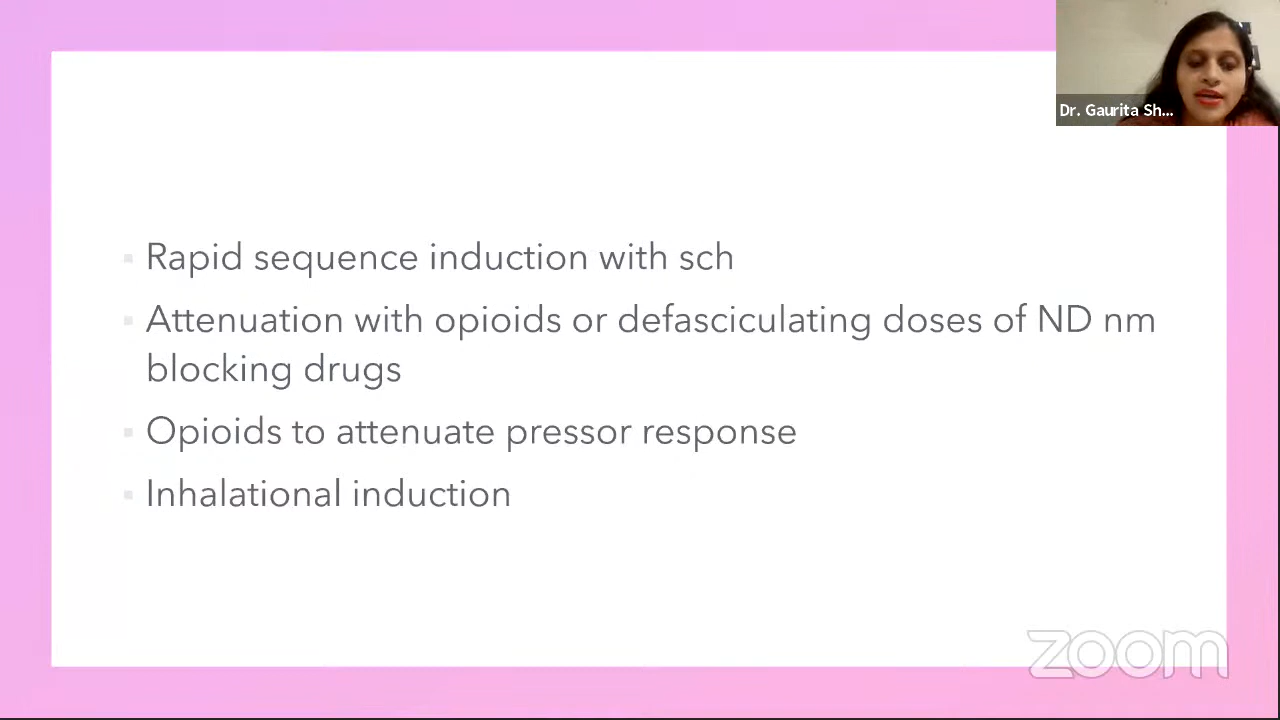 Dr. Gaurita Sh...
Rapid sequence induction with sch
Attenuation with opioids or defasciculating doses of ND nm
blocking drugs
Opioids to attenuate pressor response
Inhalational induction
zoom